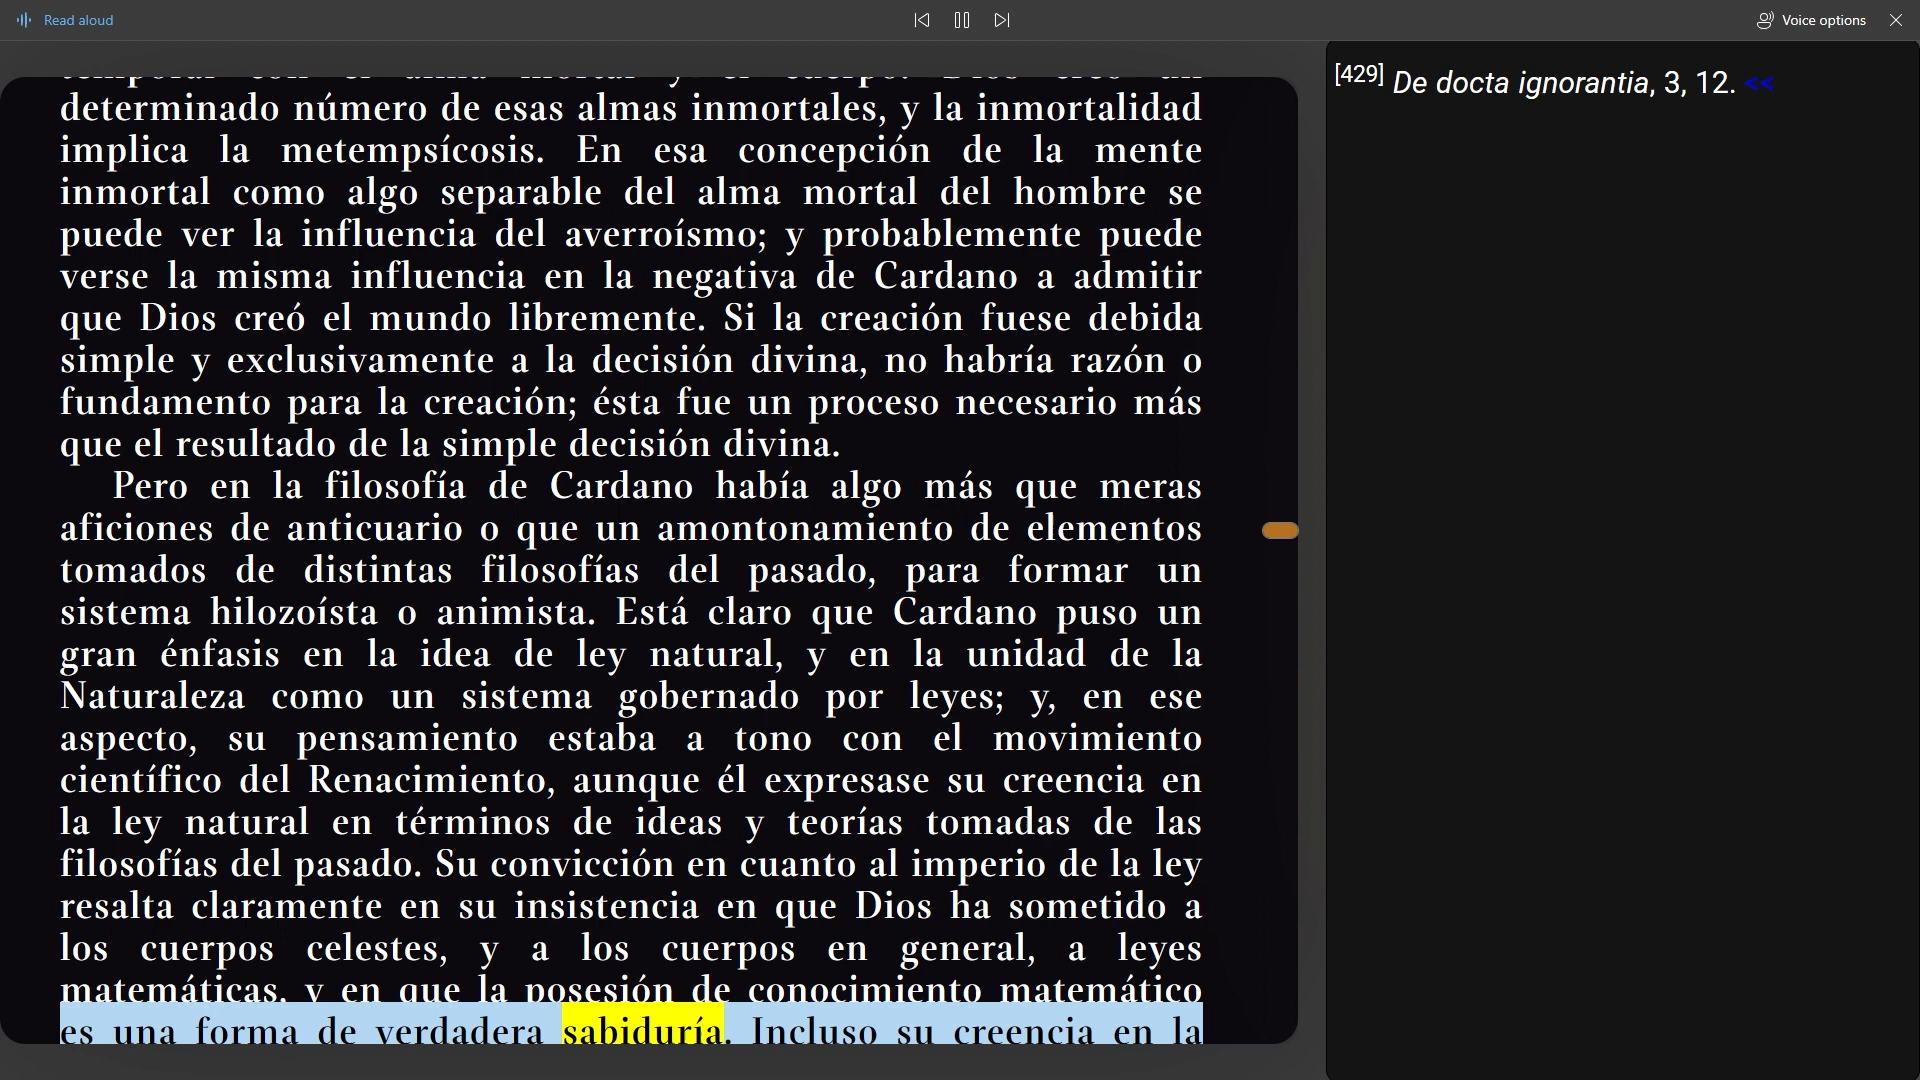 Read aloud
Voice options
temporal con el alma mortal y el cuerpo. Dios creó un
determinado número de esas almas inmortales, y la inmortalidad
implica la metempsícosis. En esa concepción de la mente
inmortal como algo separable del alma mortal del hombre se
puede ver la influencia del averroísmo; y probablemente puede
verse la misma influencia en la negativa de Cardano a admitir
que Dios creó el mundo libremente. Si la creación fuese debida
simple y exclusivamente a la decisión divina, no habría razón o
fundamento para la creación; ésta fue un proceso necesario más
que el resultado de la simple decisión divina.
Pero en la filosofía de Cardano había algo más que meras
aficiones de anticuario o que un amontonamiento de elementos
tomados de distintas filosofías del pasado, para formar un
sistema hilozoísta o animista. Está claro que Cardano puso un
gran énfasis en la idea de ley natural, y en la unidad de la
Naturaleza como un sistema gobernado por leyes; y, en ese
aspecto, su pensamiento estaba a tono con el movimiento
científico del Renacimiento, aunque él expresase su creencia en
la ley natural en términos de ideas y teorías tomadas de las
filosofías del pasado. Su convicción en cuanto al imperio de la ley
resalta claramente en su insistencia en que Dios ha sometido a
los cuerpos celestes, y a los cuerpos en general, a leyes
matemáticas, y en que la posesión de conocimiento matemático
es una forma de verdadera sabiduría. Incluso su creencia en la
[429] De docta ignorantia, 3, 12. <<